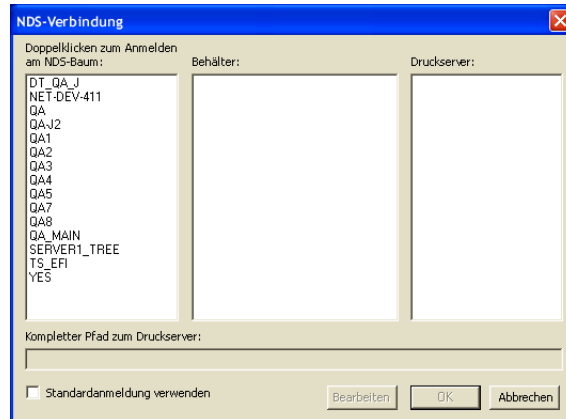 NDS-Verbindung
Doppelklicken zum Anmelden
am NDS-Baum:
Behälter:
Druckserver:
DT_QA_J
NET-DEV-411
QA
QA-J2
QA1
QA2
QA3
QA4
QA5
QA7
QA8
QA_MAIN
SERVER1_TREE
TS_EFI
YES
Kompletter Pfad zum Druckserver:
Standardanmeldung verwenden
Bearbeiten
OK
Abbrechen